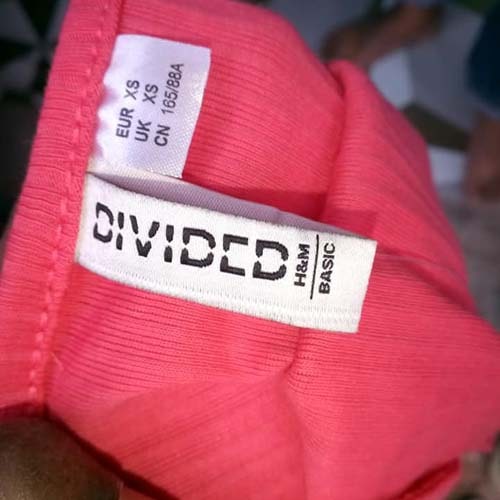 EUR XS
UK XS
CN 165/88A
DIVIDED
H&M
BASIC